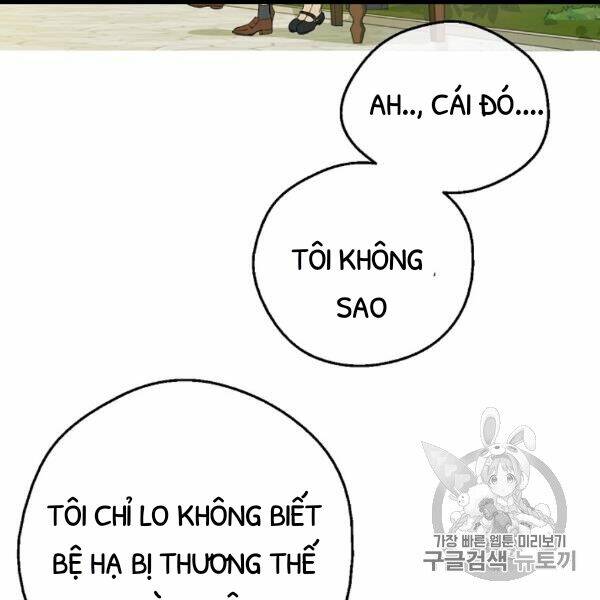 AH.., CÁI ĐÓ....
TÔI KHÔNG
SAO
TÔI CHỈ LO KHÔNG BIẾT
BỆ HẠ BỊ THƯƠNG THẾ
가장 빠른 웹툰 미리보기
구글검색 뉴토끼